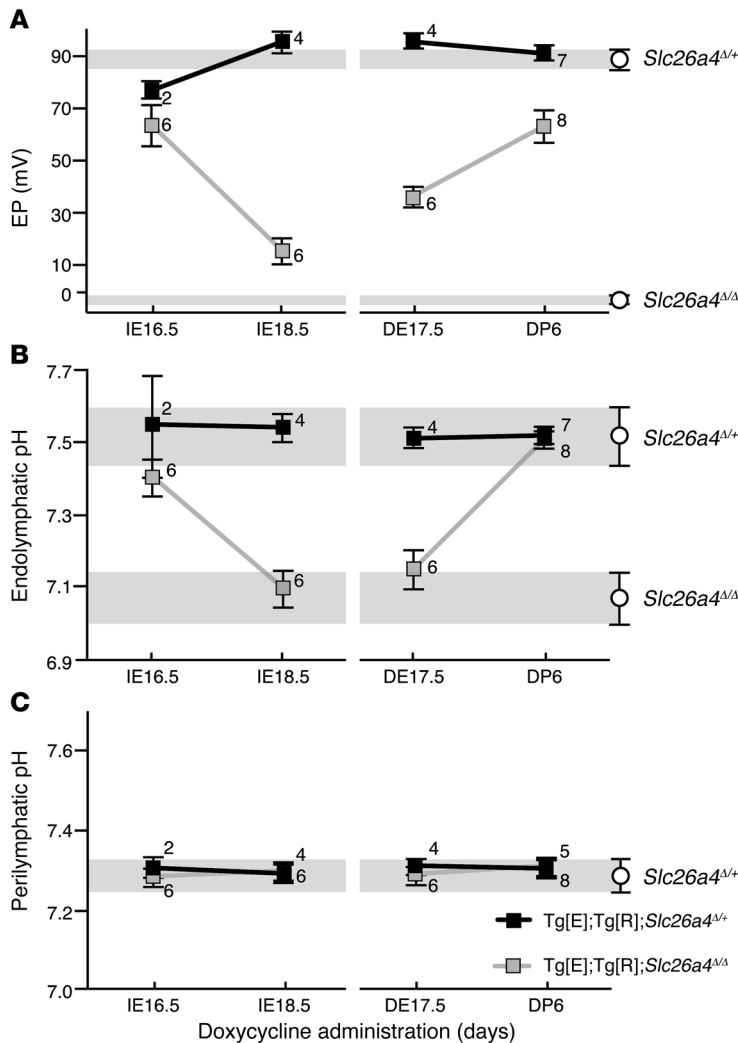 A
90
70
50
30
10
0
EP (mV)
4
2
6
6
4
7
8
6
Slc26a4Δ/+
Slc26a4Δ/Δ
IE16.5 IE18.5 DE17.5 DP6
B
7.7
7.5
7.3
7.1
6.9
Endolymphatic pH
2
4
6
6
4
7
8
6
Slc26a4Δ/+
Slc26a4Δ/Δ
IE16.5 IE18.5 DE17.5 DP6
C
7.6
7.4
7.2
7.0
Perilymphatic pH
2
4
6
6
4
5
6
8
Slc26a4Δ/+
Tg[E];Tg[R];Slc26a4Δ/+
Tg[E];Tg[R];Slc26a4Δ/Δ
IE16.5 IE18.5 DE17.5 DP6
Doxycycline administration (days)